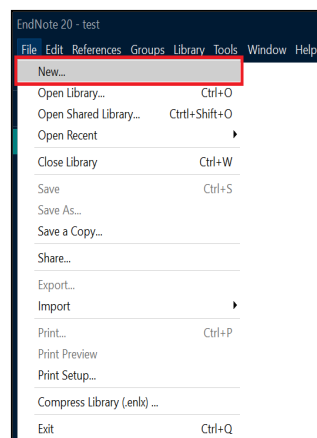 EndNote 20 - test
File Edit References Groups Library Tools Window Help
New...
Open Library... Ctrl+O
Open Shared Library... Ctrtl+Shift+O
Open Recent
Close Library Ctrl+W
Save Ctrl+S
Save As...
Save a Copy...
Share...
Export...
Import
Print... Ctrl+P
Print Preview
Print Setup...
Compress Library (.enlx) ...
Exit Ctrl+Q